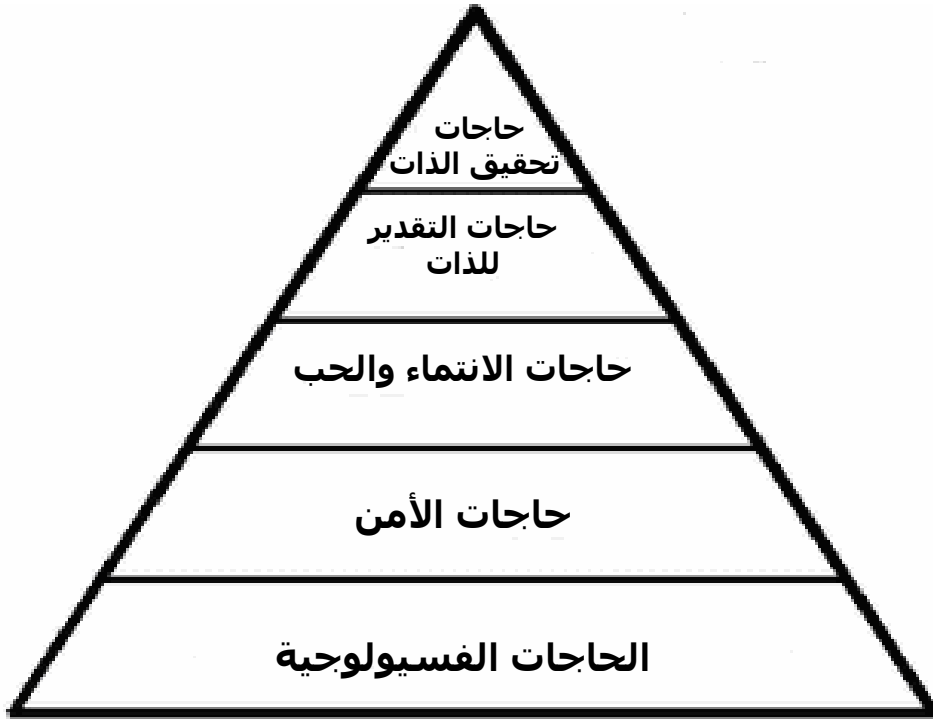 حاجات
تحقيق الذات
حاجات التقدير
للذات
حاجات الانتماء والحب
حاجات الأمن
الحاجات الفسيولوجية